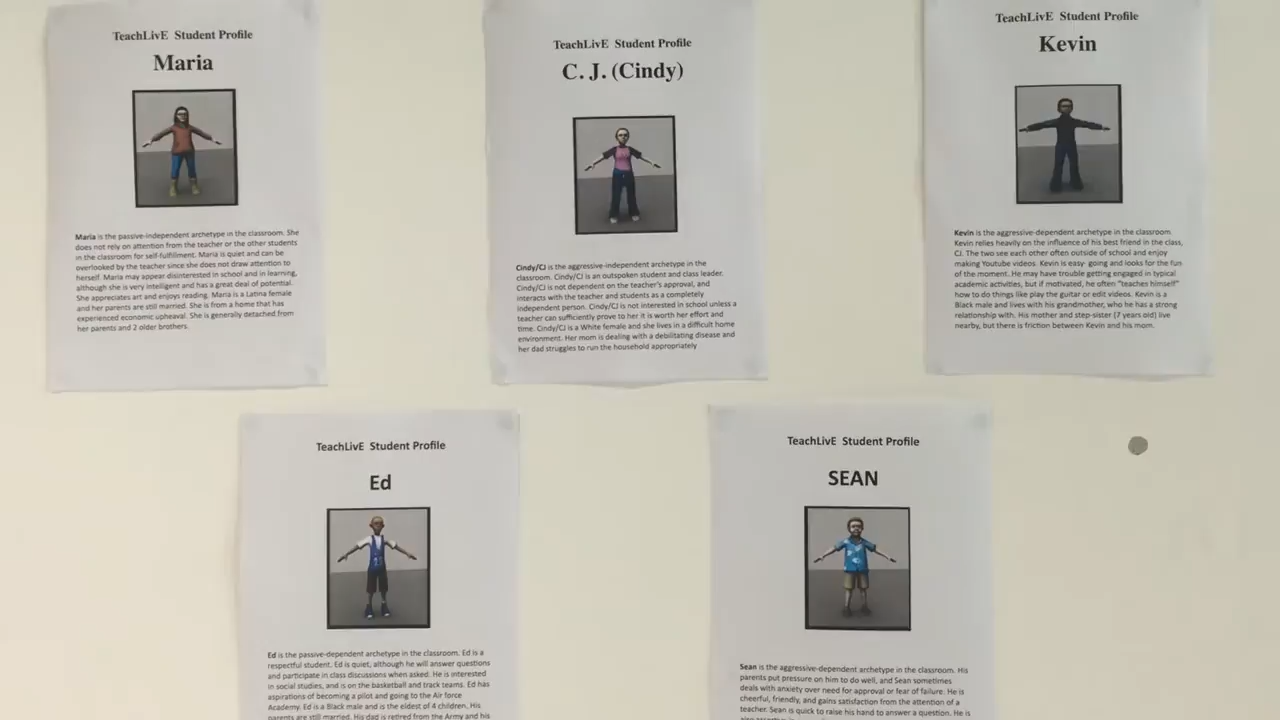 TeachLivE Student Profile
Maria
Maria is the passive-independent archetype in the classroom. She
does not rely on attention from the teacher or the other students
in the classroom for self-fulfillment. Maria is quiet and can be
overlooked by the teacher since she does not draw attention to
herself. Maria may appear disinterested in school and in learning,
although she is very intelligent and has a great deal of potential.
She appreciates art and enjoys reading. Maria is a Latina female
and her parents are still married. She is from a home that has
experienced economic upheaval. She is generally detached from
her parents and 2 older brothers.
TeachLivE Student Profile
C. J. (Cindy)
Cindy/CJ is the aggressive-independent archetype in the
classroom. Cindy/CJ is an outspoken student and class leader.
Cindy/CJ is not dependent on the teacher's approval, and
interacts with the teacher and students as a completely
independent person. Cindy/CJ is not interested in school unless a
teacher can sufficiently prove to her it is worth her effort and
time. Cindy/CJ is a White female and she lives in a difficult home
environment. Her mom is dealing with a debilitating disease and
her dad struggles to run the household appropriately
TeachLivE Student Profile
Kevin
Kevin is the aggressive-dependent archetype in the classroom.
Kevin relies heavily on the influence of his best friend in the class,
CJ. The two see each other often outside of school and enjoy
making Youtube videos. Kevin is easy- going and looks for the fun
of the moment. He may have trouble getting engaged in typical
academic activities, but if motivated, he often "teaches himself"
how to do things like play the guitar or edit videos. Kevin is a
Black male and lives with his grandmother, who he has a strong
relationship with. His mother and step-sister (7 years old) live
nearby, but there is friction between Kevin and his mom.
TeachLivE Student Profile
Ed
Ed is the passive-dependent archetype in the classroom. Ed is a
respectful student. Ed is quiet, although he will answer questions
and participate in class discussions when asked. He is interested
in social studies, and is on the basketball and track teams. Ed has
aspirations of becoming a pilot and going to the Air force
Academy. Ed is a Black male and is the eldest of 4 children. His
parents are still married. His dad is retired from the Army and his
TeachLivE Student Profile
SEAN
Sean is the aggressive-dependent archetype in the classroom. His
parents put pressure on him to do well, and Sean sometimes
deals with anxiety over need for approval or fear of failure. He is
cheerful, friendly, and gains satisfaction from the attention of a
teacher. Sean is quick to raise his hand to answer a question. He is